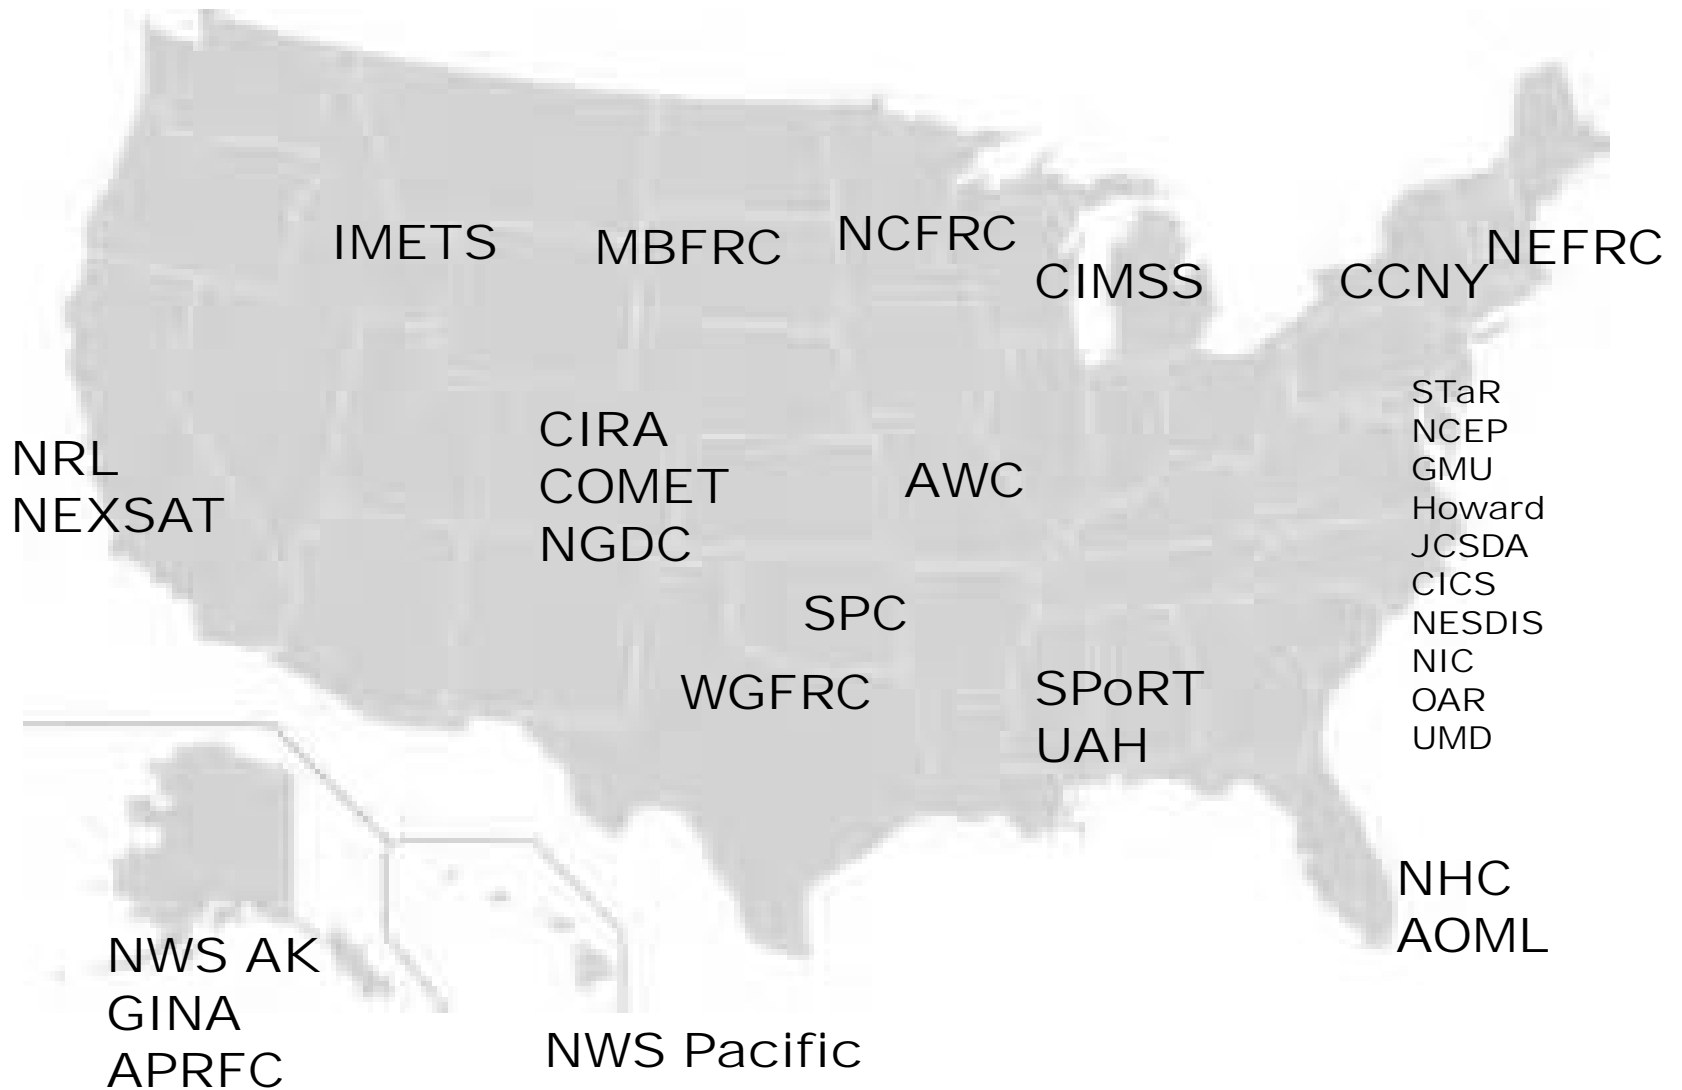 IMETS
MBFRC
NCFRC
CIMSS
CCNY
NEFRC
NRL
NEXSAT
CIRA
COMET
NGDC
AWC
STaR
NCEP
GMU
Howard
JCSDA
CICS
NESDIS
NIC
OAR
UMD
SPC
WGFRC
SPoRT
UAH
NHC
AOML
NWS AK
GINA
APRFC
NWS Pacific